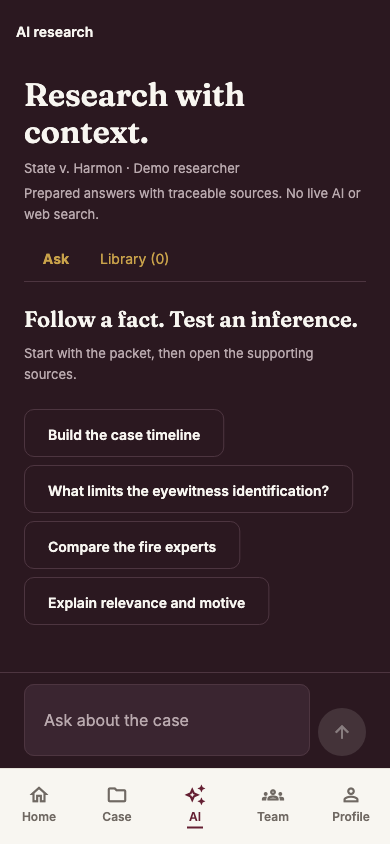 AI research
Research with
context.
State v. Harmon · Demo researcher
Prepared answers with traceable sources. No live AI or
web search.
Ask
Library (0)
Follow a fact. Test an inference.
Start with the packet, then open the supporting
sources.
Build the case timeline
What limits the eyewitness identification?
Compare the fire experts
Explain relevance and motive
Ask about the case
Home
Case
AI
Team
Profile